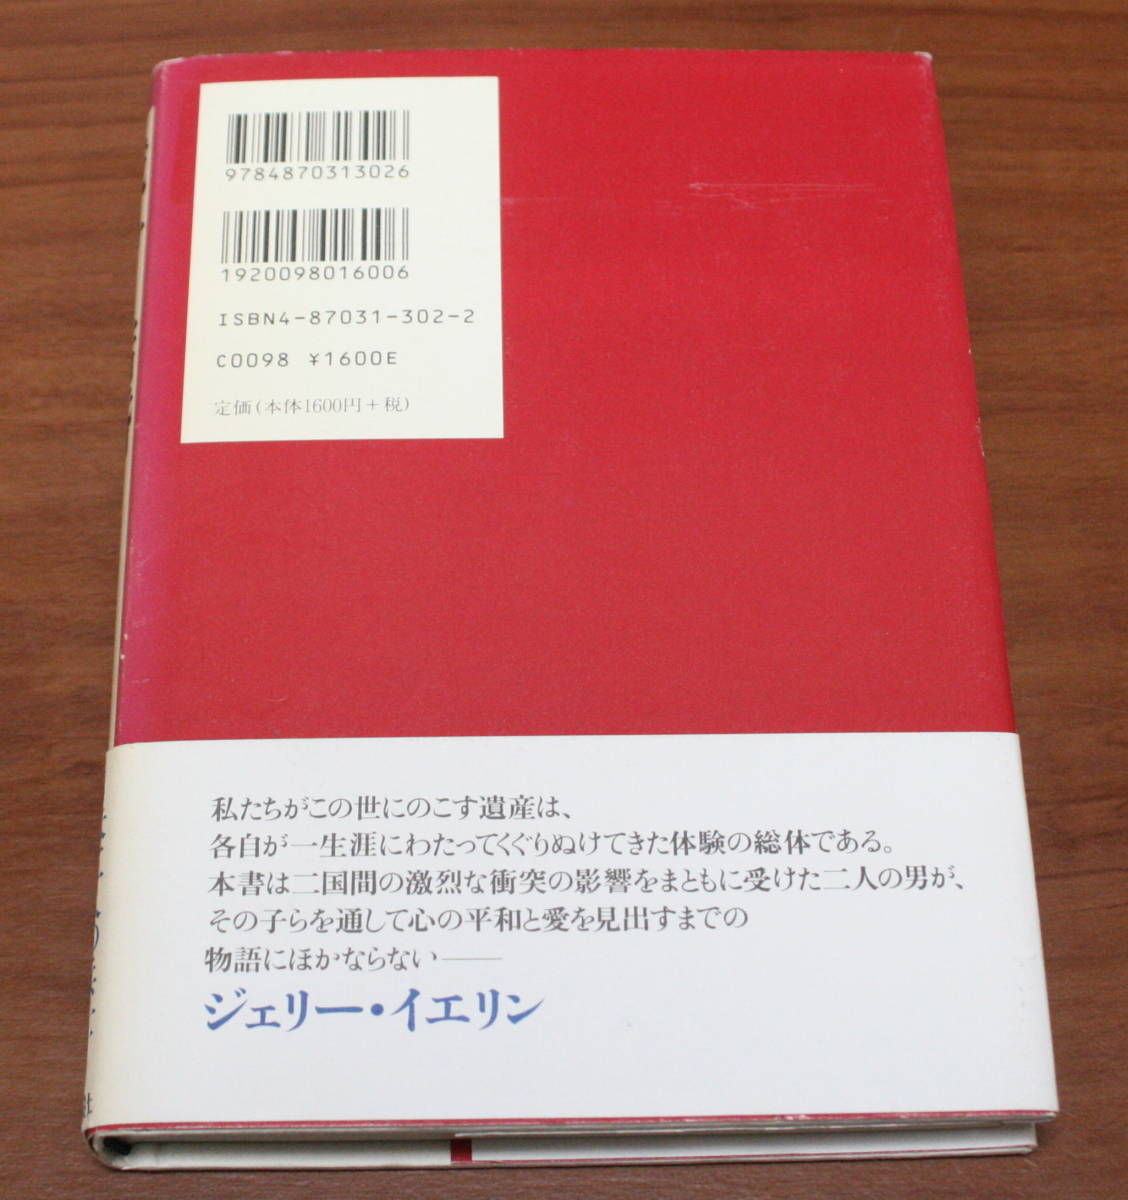 9784870313026
1920098016006
ISBN4-87031-302-2
C0098 ¥1600E
定価(本体1600円+税)
私たちがこの世にのこす遺産は、
各自が一生涯にわたってくぐりぬけてきた体験の総体である。
本書は二国間の激烈な衝突の影響をまともに受けた二人の男が、
その子らを通して心の平和と愛を見出すまでの
物語にほかならない――
ジェリー・イエリン